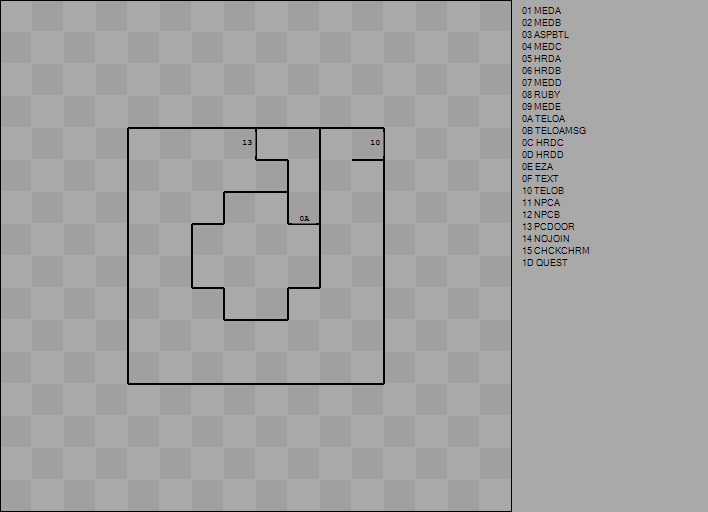 13
10
0A
01 MEDA
02 MEDB
03 ASPBTL
04 MEDC
05 HRDA
06 HRDB
07 MEDD
08 RUBY
09 MEDE
0A TELOA
0B TELOAMSG
0C HRDC
0D HRDD
0E EZA
0F TEXT
10 TELOB
11 NPCA
12 NPCB
13 PCDOOR
14 NOJOIN
15 CHCKCHRM
1D QUEST